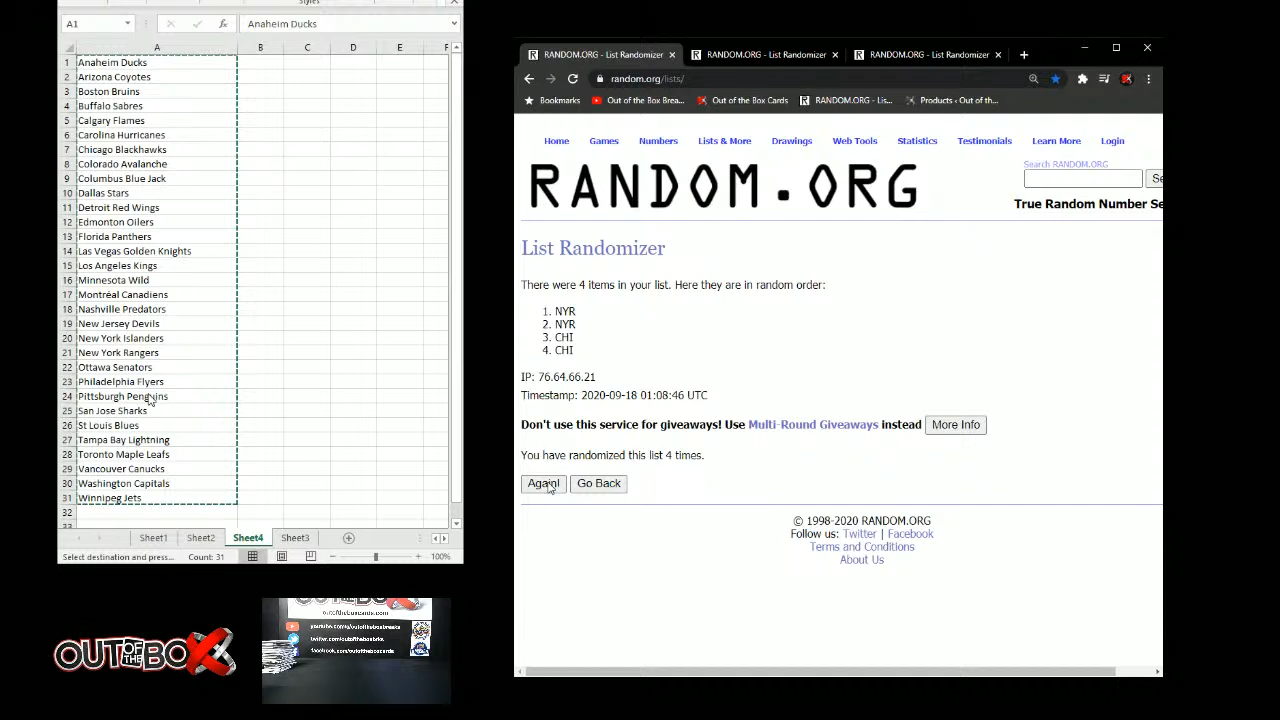 Styles
A1
Anaheim Ducks
A B C D E F
1 Anaheim Ducks
2 Arizona Coyotes
3 Boston Bruins
4 Buffalo Sabres
5 Calgary Flames
6 Carolina Hurricanes
7 Chicago Blackhawks
8 Colorado Avalanche
9 Columbus Blue Jack
10 Dallas Stars
11 Detroit Red Wings
12 Edmonton Oilers
13 Florida Panthers
14 Las Vegas Golden Knights
15 Los Angeles Kings
16 Minnesota Wild
17 Montréal Canadiens
18 Nashville Predators
19 New Jersey Devils
20 New York Islanders
21 New York Rangers
22 Ottawa Senators
23 Philadelphia Flyers
24 Pittsburgh Penguins
25 San Jose Sharks
26 St Louis Blues
27 Tampa Bay Lightning
28 Toronto Maple Leafs
29 Vancouver Canucks
30 Washington Capitals
31 Winnipeg Jets
32
33
Sheet1 Sheet2 Sheet4 Sheet3
Select destination and press... Count: 31 100%
OUT OF THE BOX
outoftheboxcards.com
youtube.com/outoftheboxbreaks
twitter.com/outoftheboxbrks
facebook.com/outoftheboxcards
RANDOM.ORG - List Randomizer RANDOM.ORG - List Randomizer RANDOM.ORG - List Randomizer
random.org/lists/
Bookmarks Out of the Box Brea... Out of the Box Cards RANDOM.ORG - Lis... Products ‹ Out of th...
Home Games Numbers Lists & More Drawings Web Tools Statistics Testimonials Learn More Login
RANDOM.ORG
Search RANDOM.ORG
Se
True Random Number Se
List Randomizer
There were 4 items in your list. Here they are in random order:
1. NYR
2. NYR
3. CHI
4. CHI
IP: 76.64.66.21
Timestamp: 2020-09-18 01:08:46 UTC
Don't use this service for giveaways! Use Multi-Round Giveaways instead More Info
You have randomized this list 4 times.
Again! Go Back
© 1998-2020 RANDOM.ORG
Follow us: Twitter | Facebook
Terms and Conditions
About Us